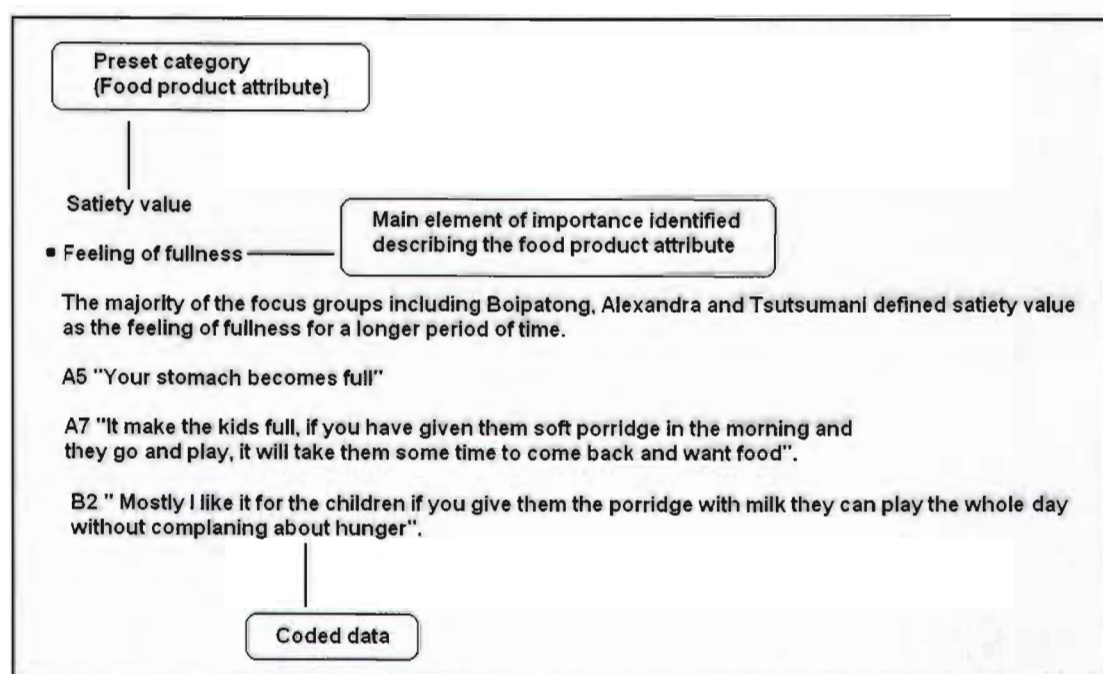 Preset category
(Food product attribute)
Satiety value
Main element of importance identified
describing the food product attribute
▪ Feeling of fullness
The majority of the focus groups including Boipatong, Alexandra and Tsutsumani defined satiety value
as the feeling of fullness for a longer period of time.
A5 "Your stomach becomes full"
A7 "It make the kids full, if you have given them soft porridge in the morning and
they go and play, it will take them some time to come back and want food".
B2 " Mostly I like it for the children if you give them the porridge with milk they can play the whole day
without complaning about hunger".
Coded data